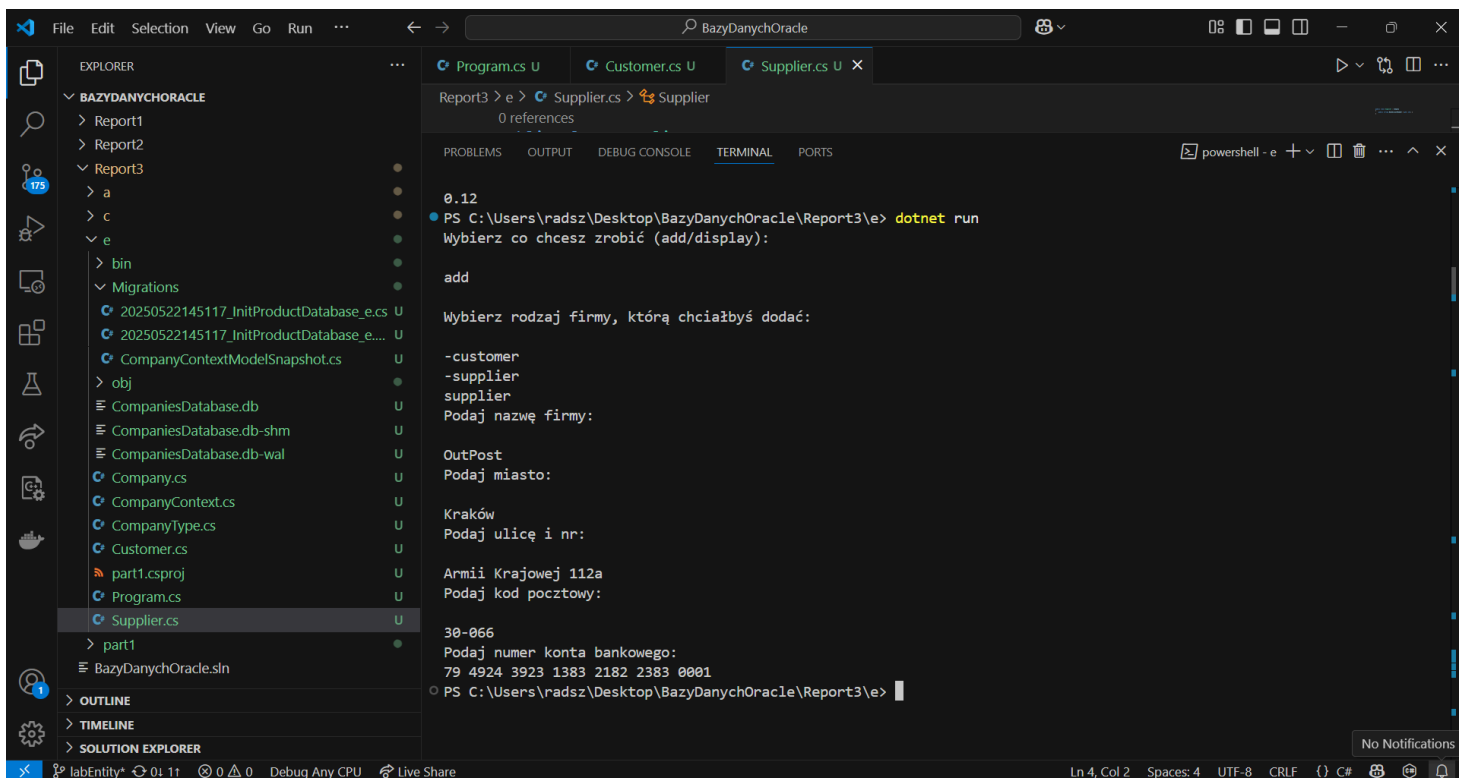 File Edit Selection View Go Run ···
BazyDanychOracle
EXPLORER ···
BAZYDANYCHORACLE
Report1
Report2
Report3
a
c
e
bin
Migrations
20250522145117_InitProductDatabase_e.cs U
20250522145117_InitProductDatabase_e.... U
CompanyContextModelSnapshot.cs U
obj
CompaniesDatabase.db U
CompaniesDatabase.db-shm U
CompaniesDatabase.db-wal U
Company.cs U
CompanyContext.cs U
CompanyType.cs U
Customer.cs U
part1.csproj U
Program.cs U
Supplier.cs U
part1
BazyDanychOracle.sln
OUTLINE
TIMELINE
SOLUTION EXPLORER
175
1
Program.cs U Customer.cs U Supplier.cs U
Report3 > e > Supplier.cs > Supplier
0 references
PROBLEMS OUTPUT DEBUG CONSOLE TERMINAL PORTS
powershell - e
0.12
PS C:\Users\radsz\Desktop\BazyDanychOracle\Report3\e> dotnet run
Wybierz co chcesz zrobić (add/display):
add
Wybierz rodzaj firmy, którą chciałbyś dodać:
-customer
-supplier
supplier
Podaj nazwę firmy:
OutPost
Podaj miasto:
Kraków
Podaj ulicę i nr:
Armii Krajowej 112a
Podaj kod pocztowy:
30-066
Podaj numer konta bankowego:
79 4924 3923 1383 2182 2383 0001
PS C:\Users\radsz\Desktop\BazyDanychOracle\Report3\e>
No Notifications
labEntity* 0↓ 1↑ 0 0 Debug Any CPU Live Share Ln 4, Col 2 Spaces: 4 UTF-8 CRLF {} C#